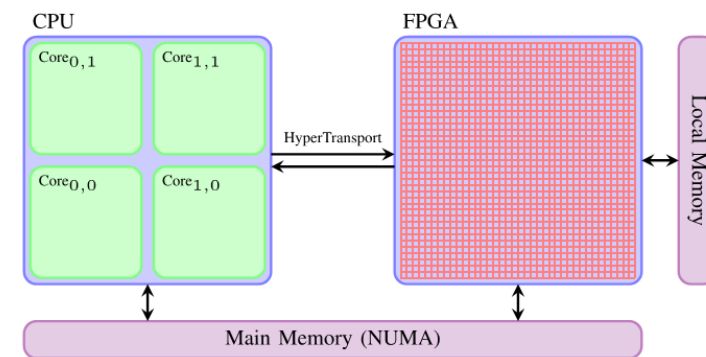 CPU
FPGA
Core0,1
Core1,1
HyperTransport
Core0,0
Core1,0
Local Memory
Main Memory (NUMA)